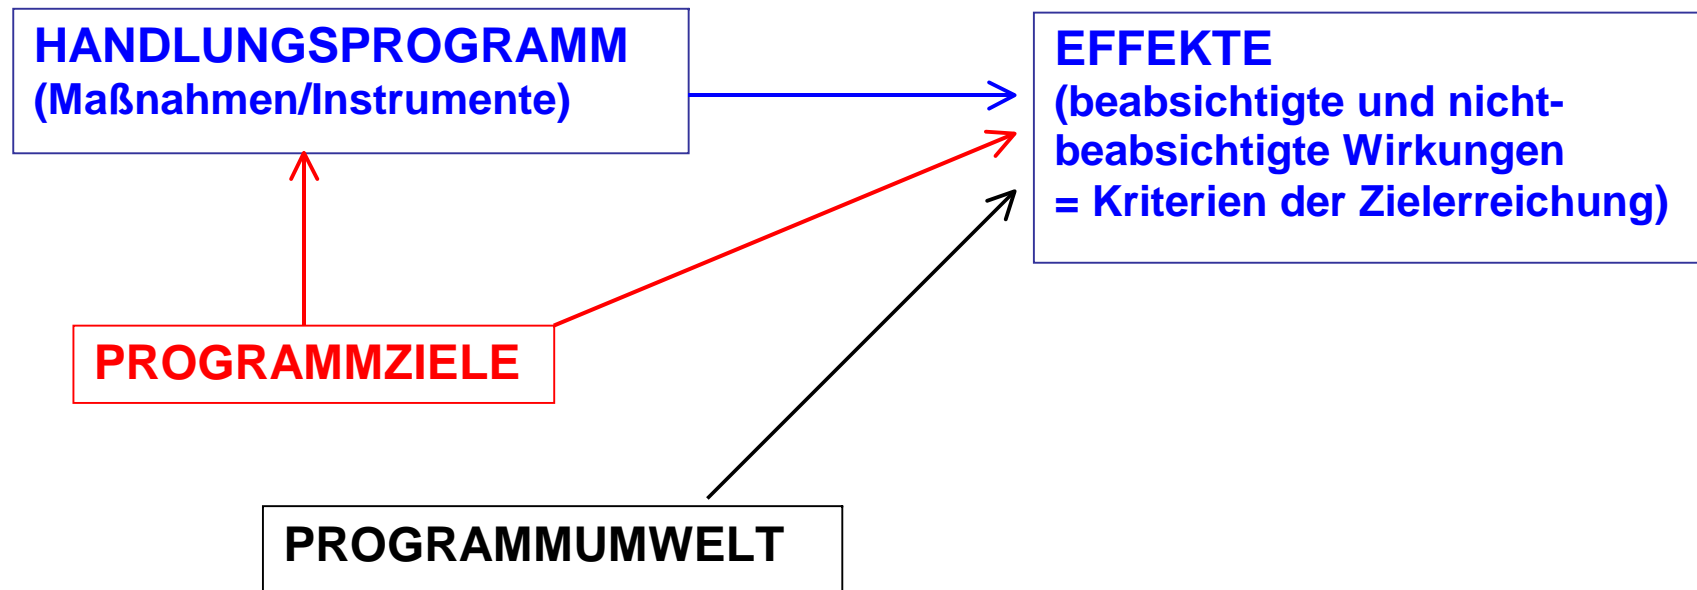 HANDLUNGSPROGRAMM
(Maßnahmen/Instrumente)
EFFEKTE
(beabsichtigte und nicht-
beabsichtigte Wirkungen
= Kriterien der Zielerreichung)
PROGRAMMZIELE
PROGRAMMUMWELT